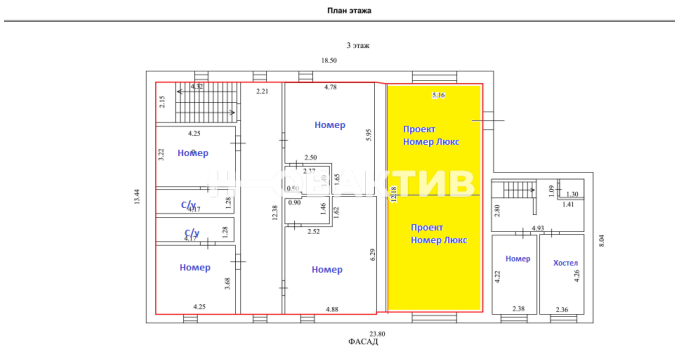 План этажа
3 этаж
18.50
4.32
2.21
4.78
5.16
2.15
4.25
Номер
3.22
Номер
5.95
Проект
Номер Люкс
2.50
2.37
1.65
0.90
АКТИВ
13.44
С/у
4.17
1.28
0.90
1.46
1.62
12.38
12.18
С/у
4.17
1.28
2.52
Проект
Номер Люкс
Номер
3.68
Номер
6.29
4.25
4.88
1.09
1.30
1.41
2.80
4.93
8.04
Номер
Хостел
4.22
4.26
2.38
2.36
23.80
ФАСАД